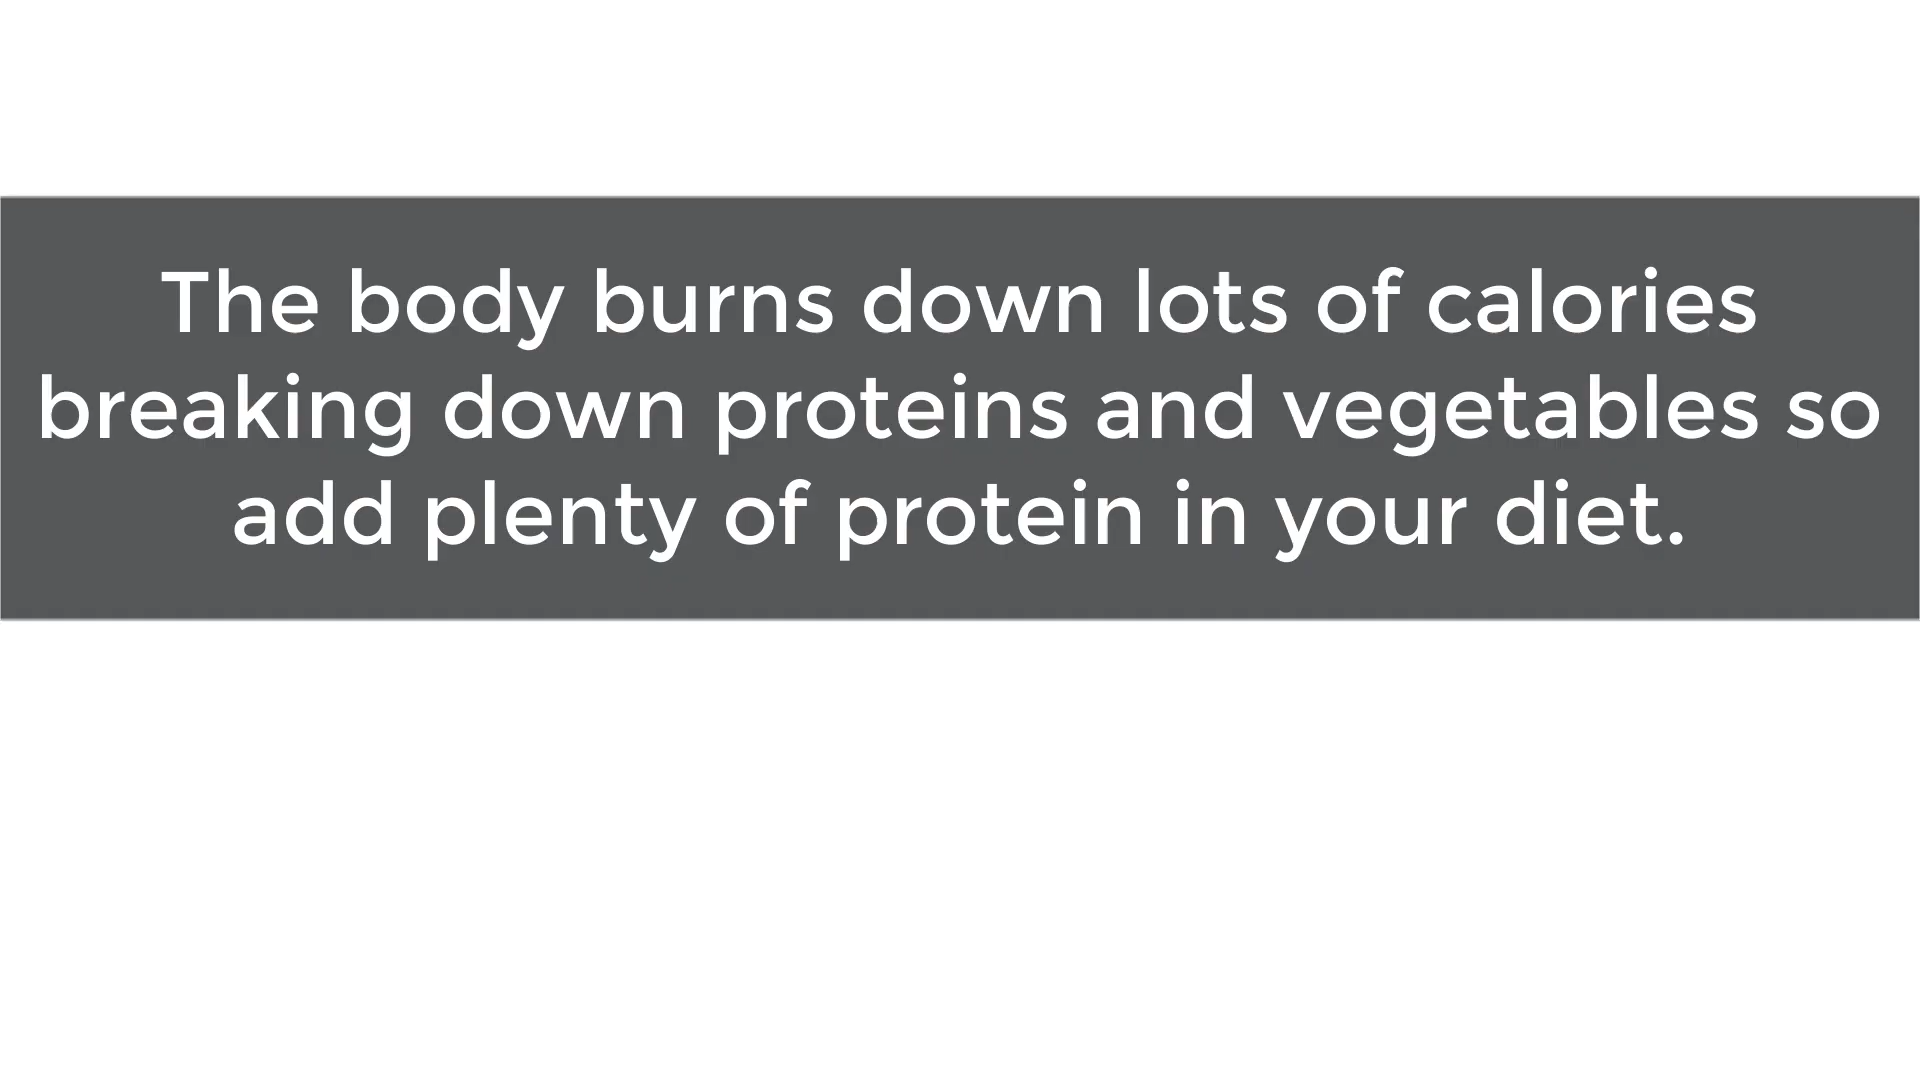 The body burns down lots of calories
breaking down proteins and vegetables so
add plenty of protein in your diet.